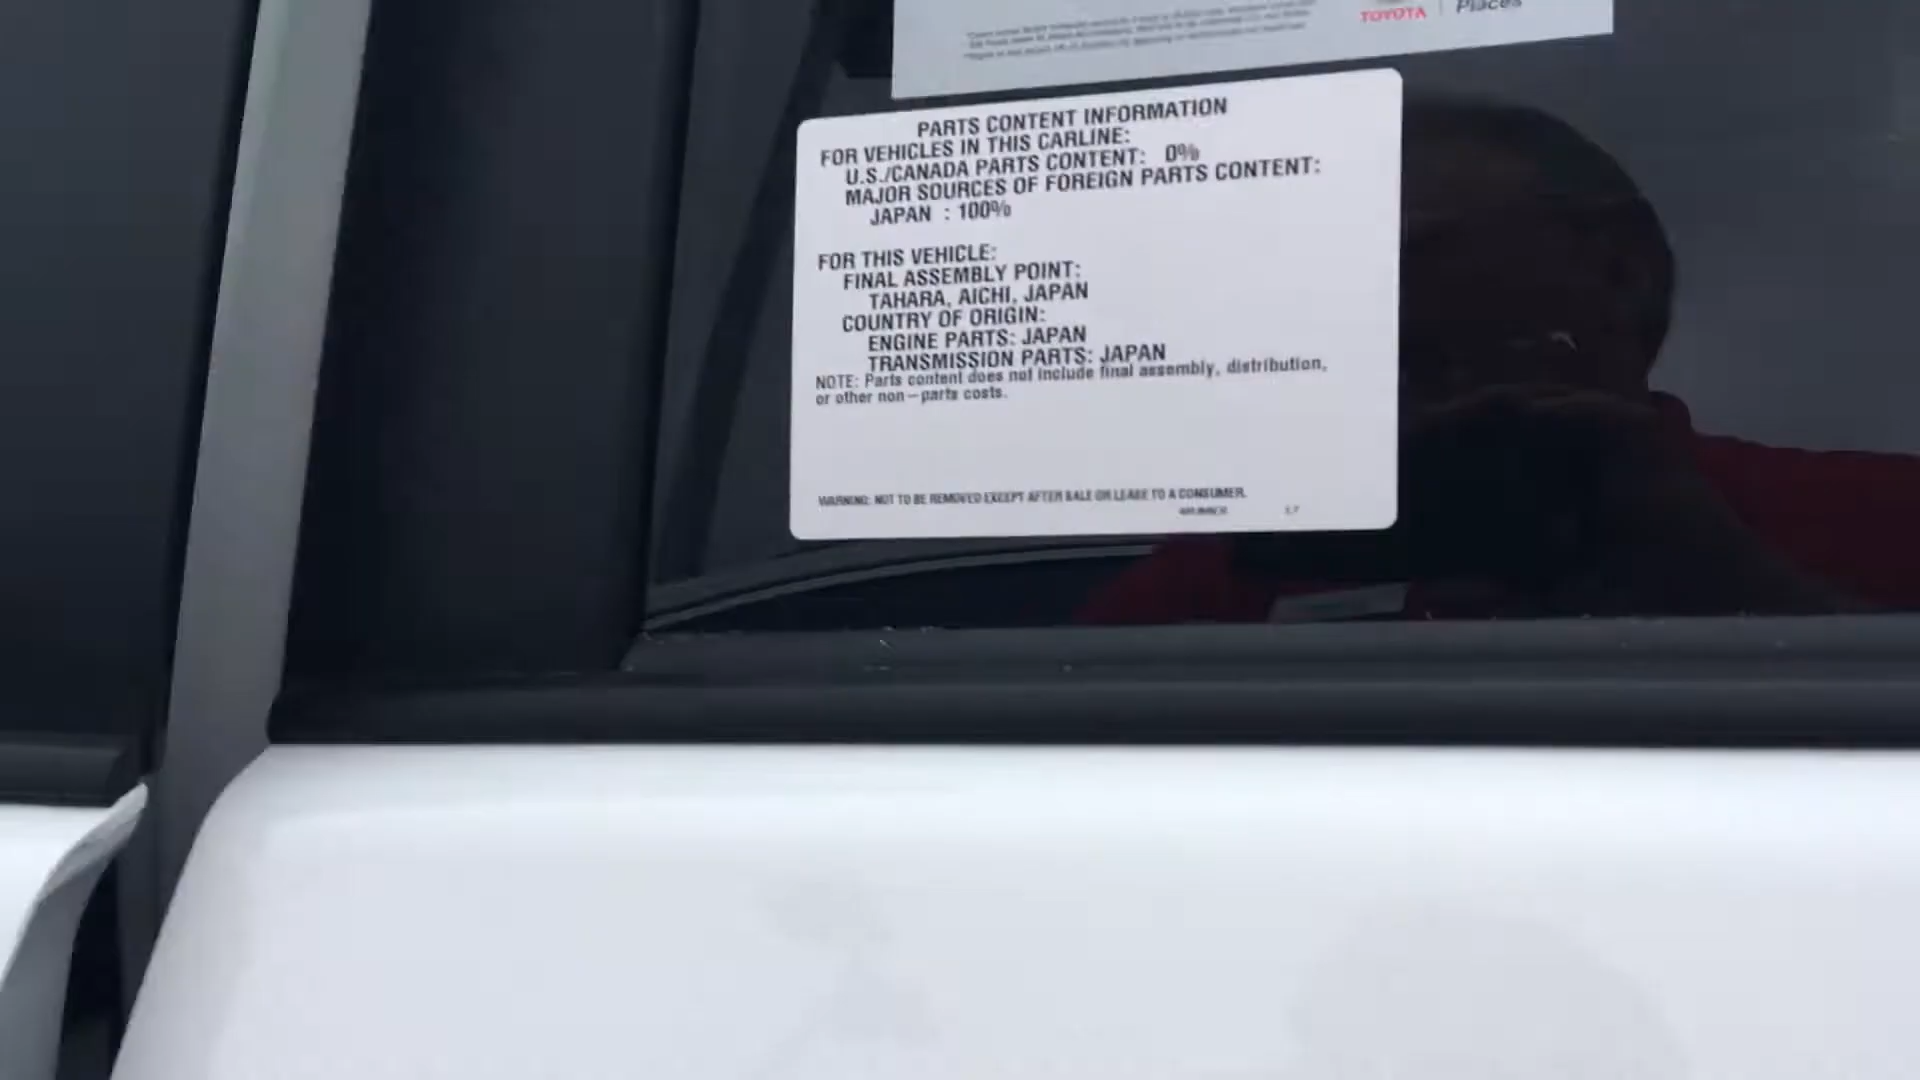 TOYOTA | Places
PARTS CONTENT INFORMATION
FOR VEHICLES IN THIS CARLINE:
U.S./CANADA PARTS CONTENT: 0%
MAJOR SOURCES OF FOREIGN PARTS CONTENT:
JAPAN : 100%
FOR THIS VEHICLE:
FINAL ASSEMBLY POINT:
TAHARA, AICHI, JAPAN
COUNTRY OF ORIGIN:
ENGINE PARTS: JAPAN
TRANSMISSION PARTS: JAPAN
NOTE: Parts content does not include final assembly, distribution,
or other non-parts costs.
WARNING: NOT TO BE REMOVED EXCEPT AFTER SALE OR LEASE TO A CONSUMER.
4RUNNER